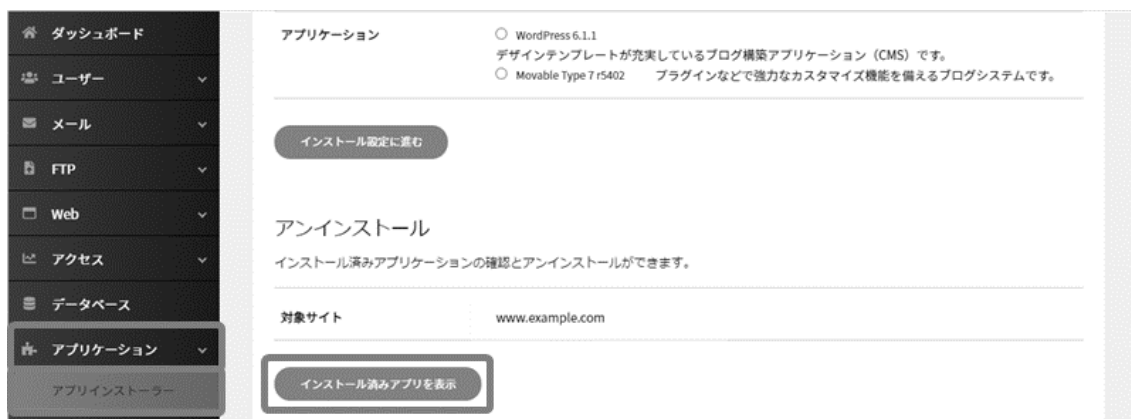 ダッシュボード
ユーザー
メール
FTP
Web
アクセス
データベース
アプリケーション
アプリインストーラー
アプリケーション
WordPress 6.1.1
デザインテンプレートが充実しているブログ構築アプリケーション（CMS）です。
Movable Type 7 r5402 プラグインなどで強力なカスタマイズ機能を備えるブログシステムです。
インストール設定に進む
アンインストール
インストール済みアプリケーションの確認とアンインストールができます。
対象サイト www.example.com
インストール済みアプリを表示